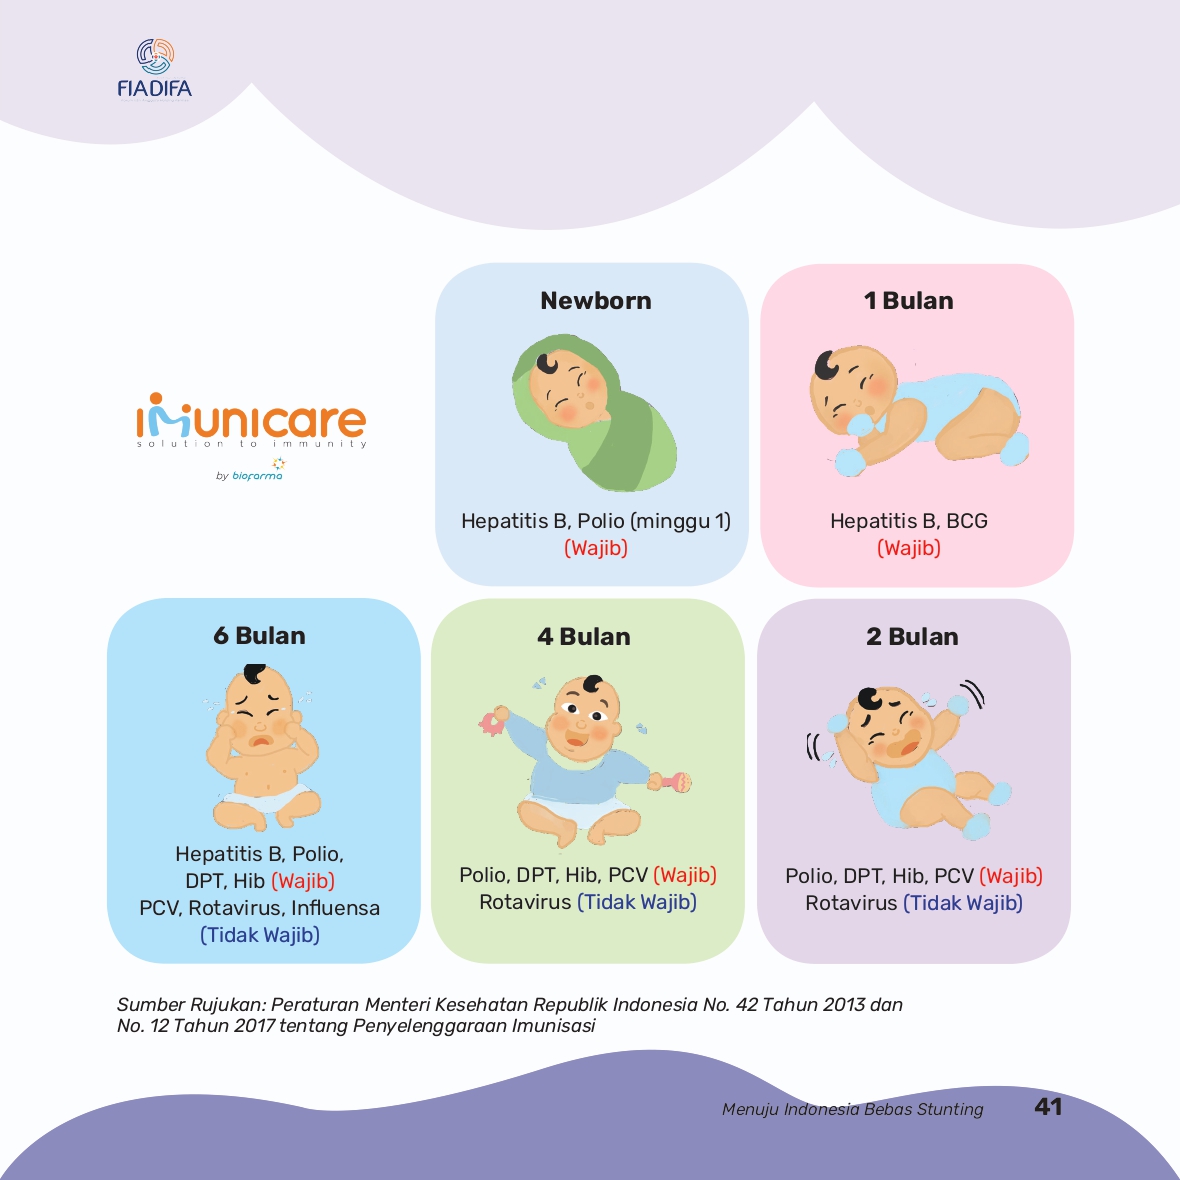 FIADIFA
Newborn
Hepatitis B, Polio (minggu 1)
(Wajib)
1 Bulan
Hepatitis B, BCG
(Wajib)
imunicare
solution to immunity
by biofarma
6 Bulan
Hepatitis B, Polio,
DPT, Hib (Wajib)
PCV, Rotavirus, Influensa
(Tidak Wajib)
4 Bulan
Polio, DPT, Hib, PCV (Wajib)
Rotavirus (Tidak Wajib)
2 Bulan
Polio, DPT, Hib, PCV (Wajib)
Rotavirus (Tidak Wajib)
Sumber Rujukan: Peraturan Menteri Kesehatan Republik Indonesia No. 42 Tahun 2013 dan
No. 12 Tahun 2017 tentang Penyelenggaraan Imunisasi
Menuju Indonesia Bebas Stunting 41